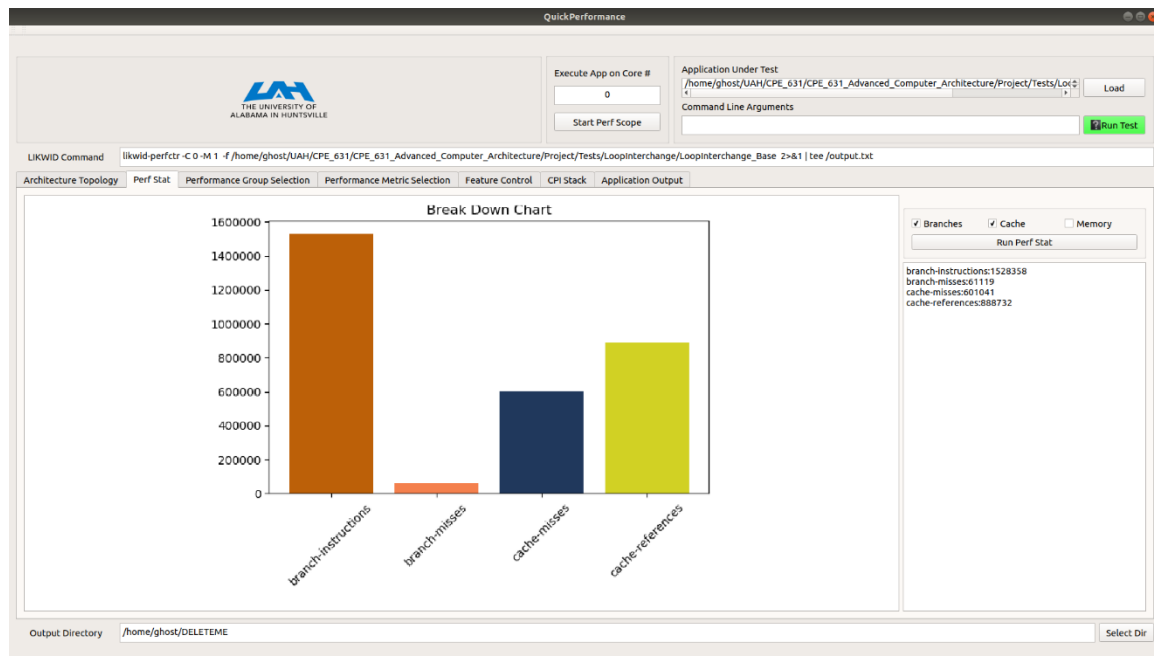 QuickPerformance
THE UNIVERSITY OF
ALABAMA IN HUNTSVILLE
Execute App on Core #
0
Start Perf Scope
Application Under Test
/home/ghost/UAH/CPE_631/CPE_631_Advanced_Computer_Architecture/Project/Tests/Loo
Load
Command Line Arguments
Run Test
LIKWID Command
likwid-perfctr -C 0 -M 1 -f /home/ghost/UAH/CPE_631/CPE_631_Advanced_Computer_Architecture/Project/Tests/LoopInterchange/LoopInterchange_Base 2>&1 | tee /output.txt
Architecture Topology Perf Stat Performance Group Selection Performance Metric Selection Feature Control CPI Stack Application Output
Break Down Chart
1600000
1400000
1200000
1000000
800000
600000
400000
200000
0
branch-instructions
branch-misses
cache-misses
cache-references
Branches Cache Memory
Run Perf Stat
branch-instructions:1528358
branch-misses:61119
cache-misses:601041
cache-references:888732
Output Directory
/home/ghost/DELETEME
Select Dir